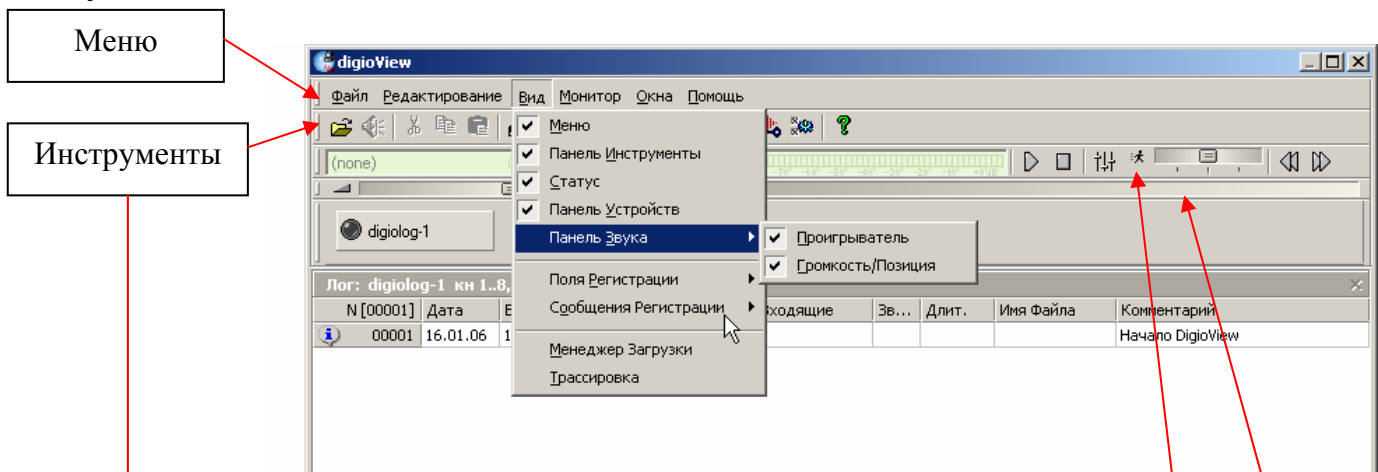 Меню
Инструменты
digioView
Файл Редактирование Вид Монитор Окна Помощь
Меню
Панель Инструменты
Статус
Панель Устройств
Панель Звука
Поля Регистрации
Сообщения Регистрации
Менеджер Загрузки
Трассировка
Проигрыватель
Громкость/Позиция
(none)
digiolog-1
Лог: digiolog-1 кн 1..8,
N [00001] Дата Входящие Зв... Длит. Имя Файла Комментарий
00001 16.01.06 Начало DigioView